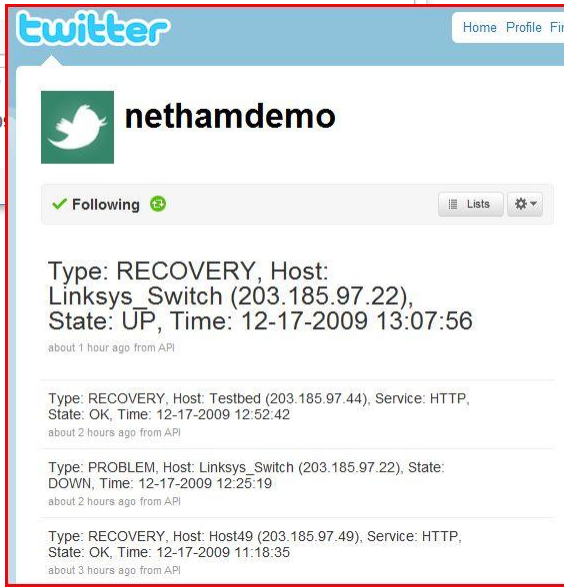 twitter
Home Profile
nethamdemo
Following
Lists
Type: RECOVERY, Host:
Linksys_Switch (203.185.97.22),
State: UP, Time: 12-17-2009 13:07:56
about 1 hour ago from API
Type: RECOVERY, Host: Testbed (203.185.97.44), Service: HTTP,
State: OK, Time: 12-17-2009 12:52:42
about 2 hours ago from API
Type: PROBLEM, Host: Linksys_Switch (203.185.97.22), State:
DOWN, Time: 12-17-2009 12:25:19
about 2 hours ago from API
Type: RECOVERY, Host: Host49 (203.185.97.49), Service: HTTP,
State: OK, Time: 12-17-2009 11:18:35
about 3 hours ago from API